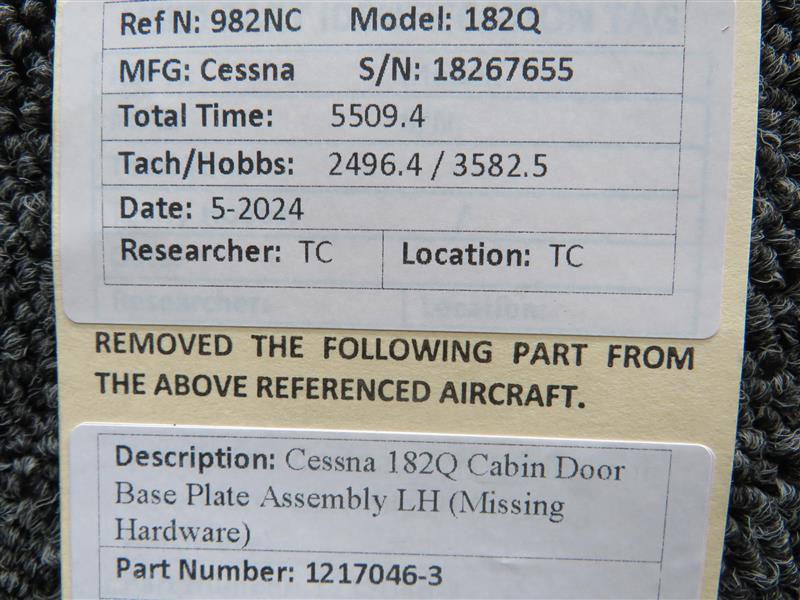 Ref N: 982NC Model: 182Q
MFG: Cessna S/N: 18267655
Total Time: 5509.4
Tach/Hobbs: 2496.4 / 3582.5
Date: 5-2024
Researcher: TC Location: TC
Researcher: Location:
REMOVED THE FOLLOWING PART FROM
THE ABOVE REFERENCED AIRCRAFT.
Description: Cessna 182Q Cabin Door
Base Plate Assembly LH (Missing
Hardware)
Part Number: 1217046-3